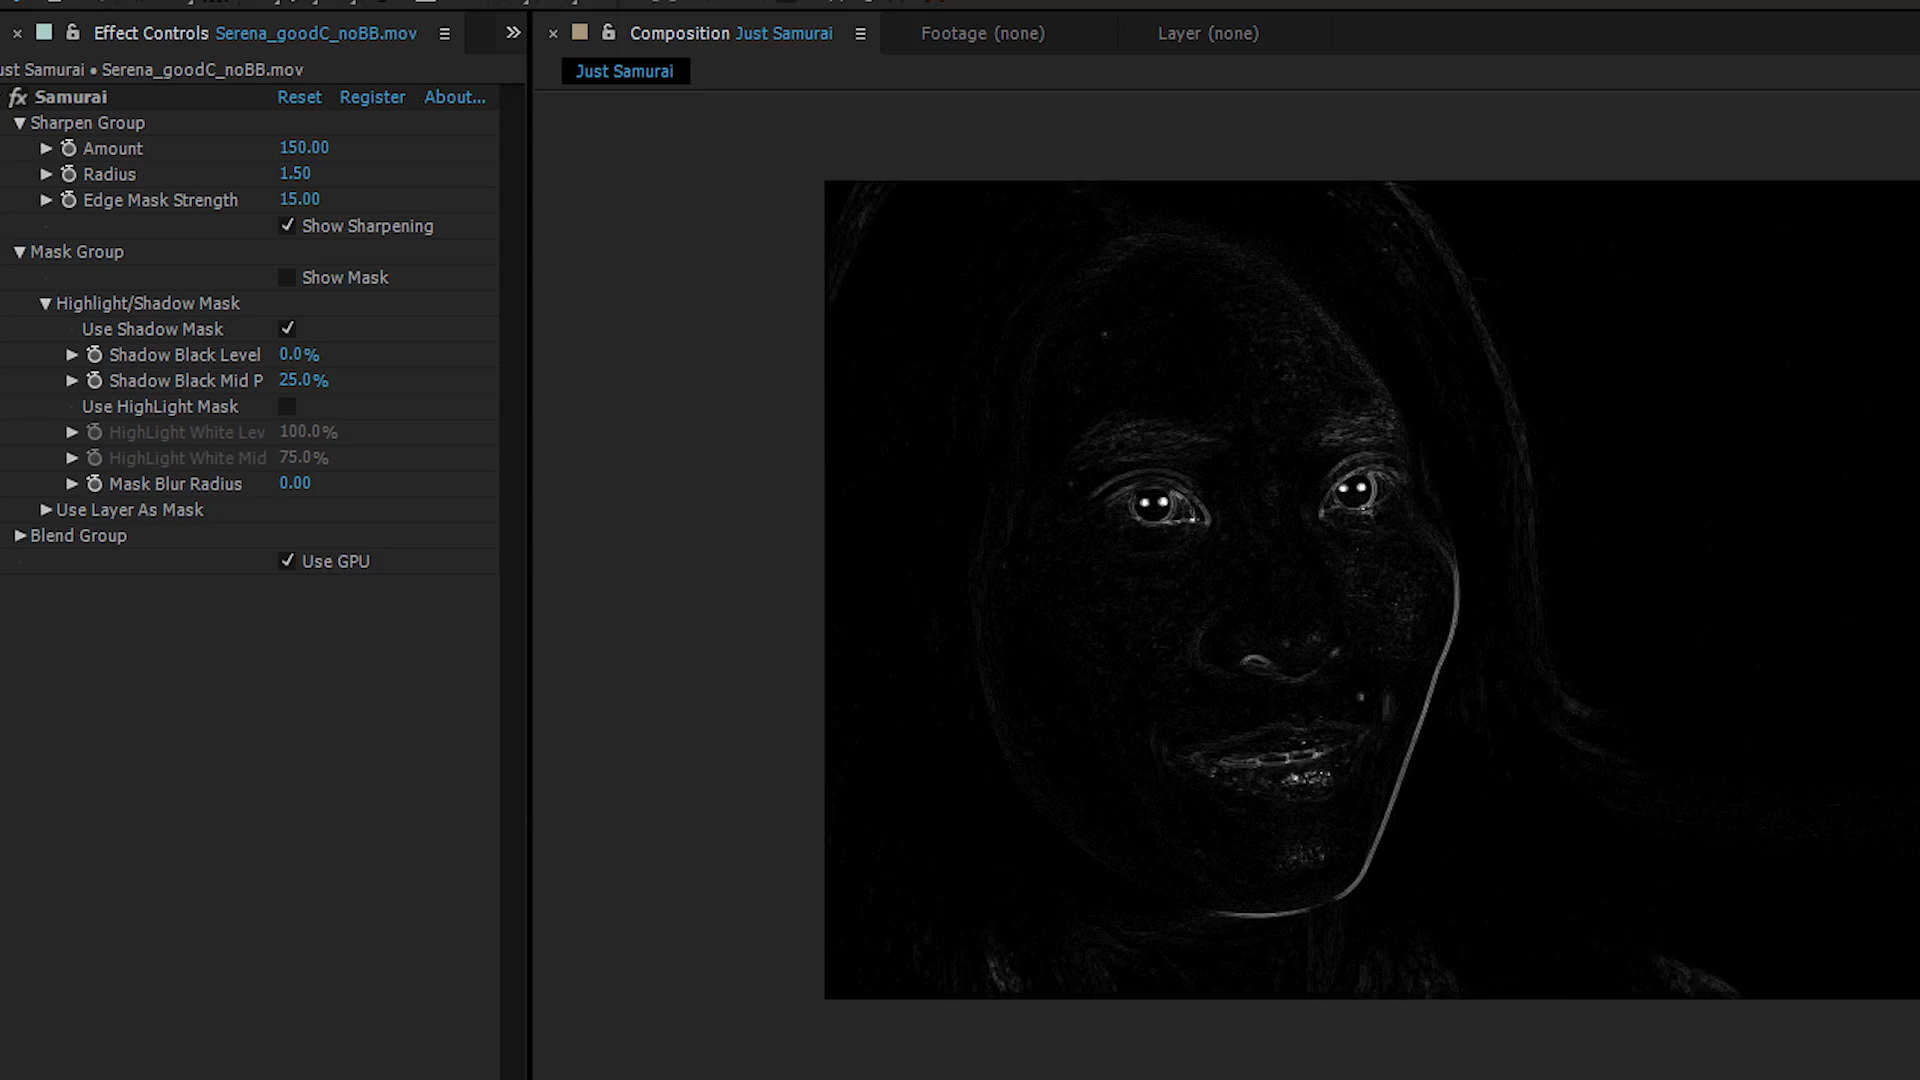 Effect Controls Serena_goodC_noBB.mov
Composition Just Samurai
Footage (none)
Layer (none)
ust Samurai • Serena_goodC_noBB.mov
Just Samurai
fx Samurai Reset Register About...
Sharpen Group
Amount 150.00
Radius 1.50
Edge Mask Strength 15.00
Show Sharpening
Mask Group
Show Mask
Highlight/Shadow Mask
Use Shadow Mask
Shadow Black Level 0.0%
Shadow Black Mid P 25.0%
Use HighLight Mask
HighLight White Lev 100.0%
HighLight White Mid 75.0%
Mask Blur Radius 0.00
Use Layer As Mask
Blend Group
Use GPU